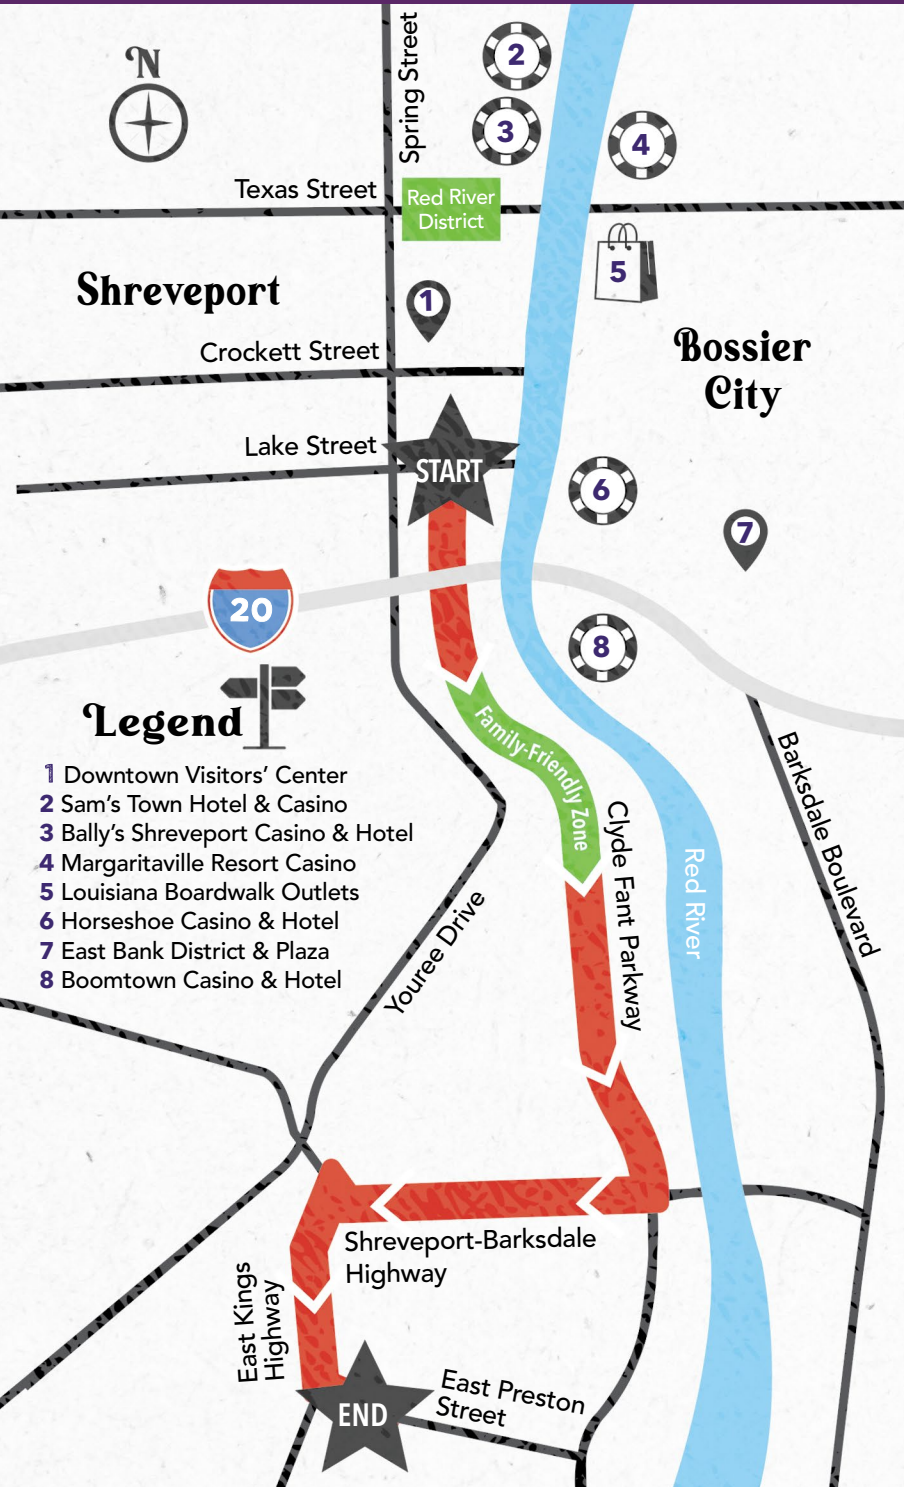 N
Spring Street
2
3
4
Texas Street
Red River
District
5
Shreveport
1
Crockett Street
Bossier
City
Lake Street
START
6
7
20
8
Legend
1 Downtown Visitors' Center
2 Sam's Town Hotel & Casino
3 Bally's Shreveport Casino & Hotel
4 Margaritaville Resort Casino
5 Louisiana Boardwalk Outlets
6 Horseshoe Casino & Hotel
7 East Bank District & Plaza
8 Boomtown Casino & Hotel
Family-Friendly Zone
Clyde Fant Parkway
Red River
Barksdale Boulevard
Youree Drive
Shreveport-Barksdale
Highway
East Kings
Highway
END
East Preston
Street